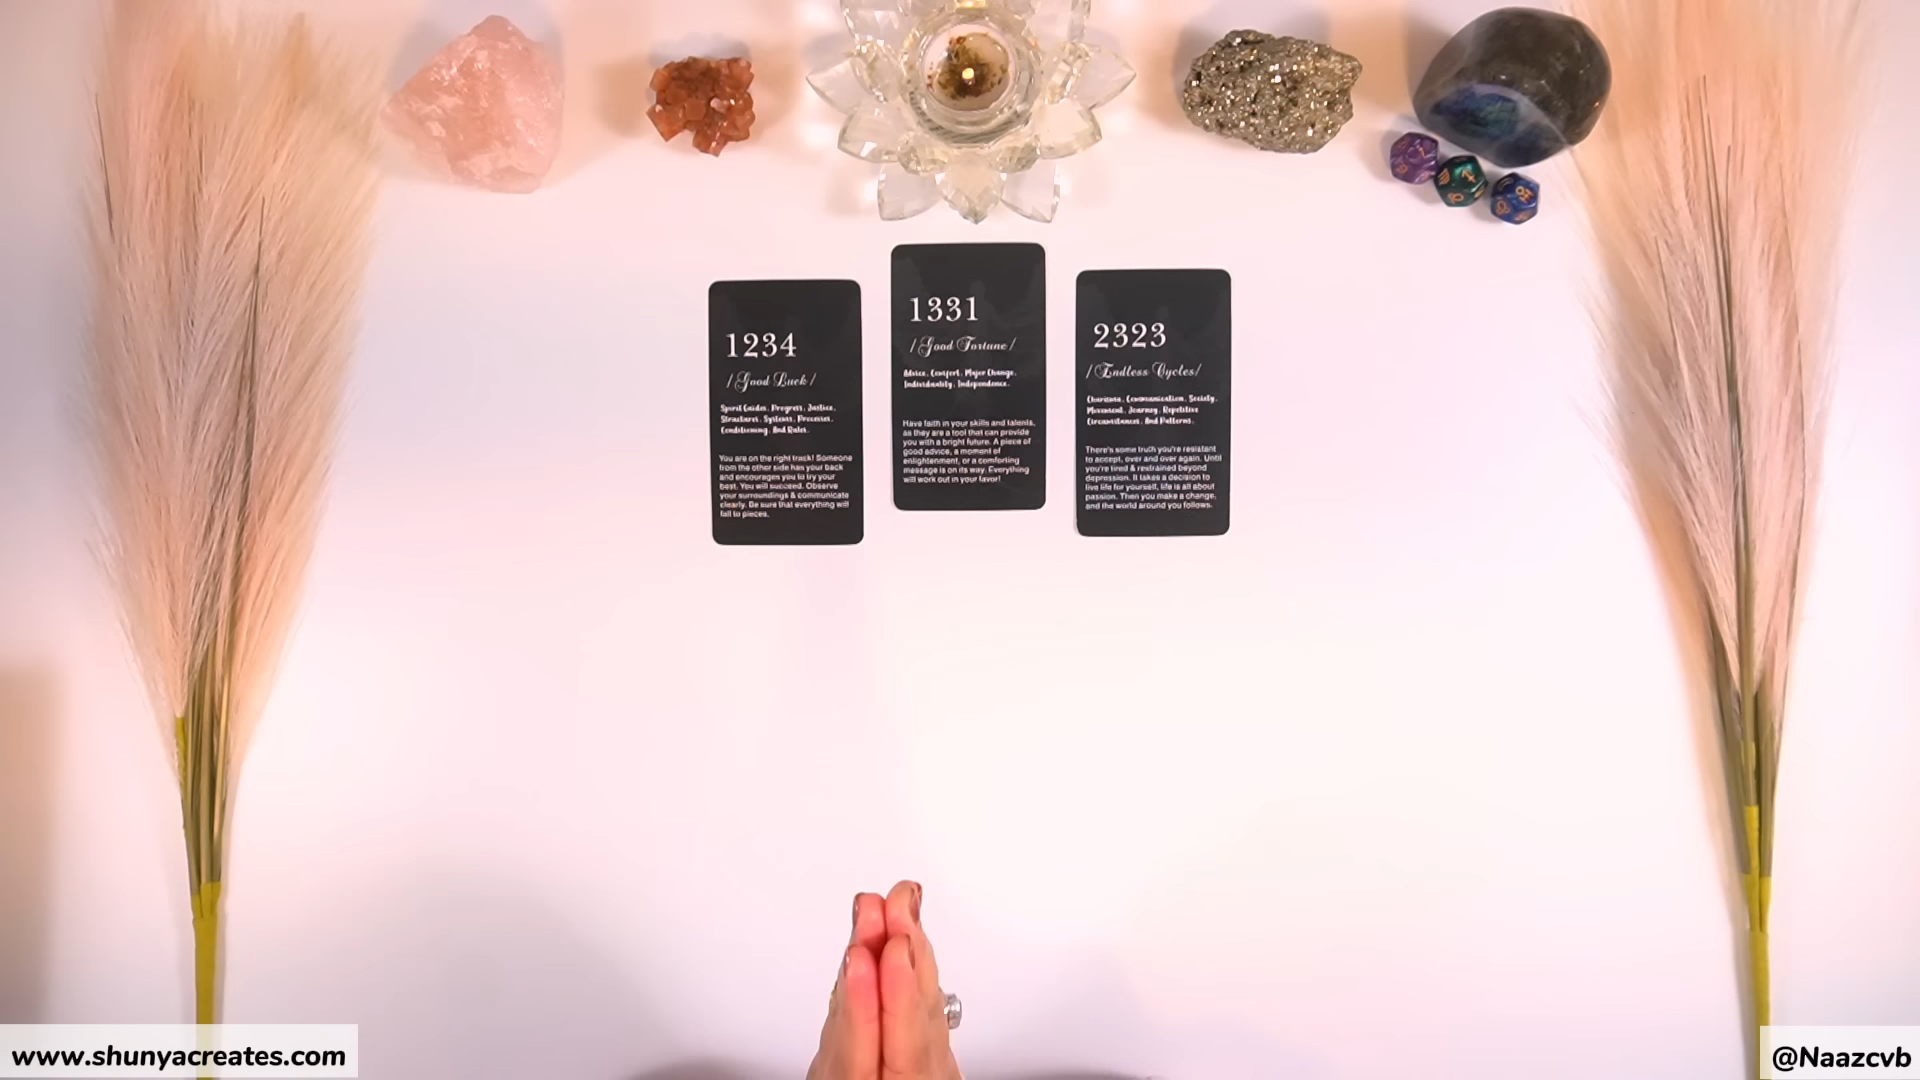 1234
/Good Luck/
Spirit Guides, Progress, Justice,
Structures, Systems, Processes,
Conditioning, And Rules.
You are on the right track! Someone
from the other side has your back
and encourages you to try your
best. You will succeed. Observe
your surroundings & communicate
clearly. Be sure that everything will
fall to pieces.
1331
/Good Fortune/
Advice, Comfort, Major Change,
Individuality, Independence.
Have faith in your skills and talents,
as they are a tool that can provide
you with a bright future. A piece of
good advice, a moment of
enlightenment, or a comforting
message is on its way. Everything
will work out in your favor!
2323
/Endless Cycles/
Charisma, Communication, Society,
Movement, Journey, Repetitive
Circumstances, And Patterns.
There's some truth you're resistant
to accept, over and over again. Until
you're tired & restrained beyond
depression. It takes a decision to
live life for yourself, life is all about
passion. Then you make a change,
and the world around you follows.
www.shunyacreates.com
@Naazcvb